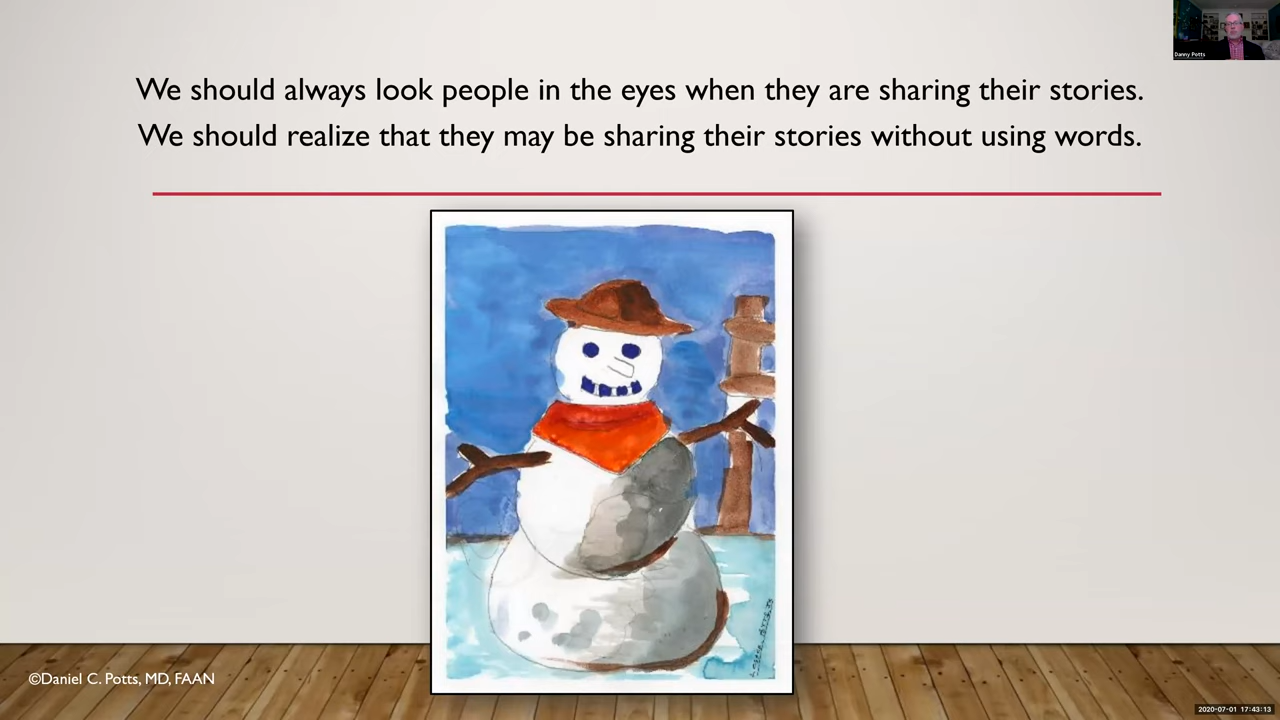 Danny Potts
We should always look people in the eyes when they are sharing their stories.
We should realize that they may be sharing their stories without using words.
©Daniel C. Potts, MD, FAAN
2020-07-01 17:43:13